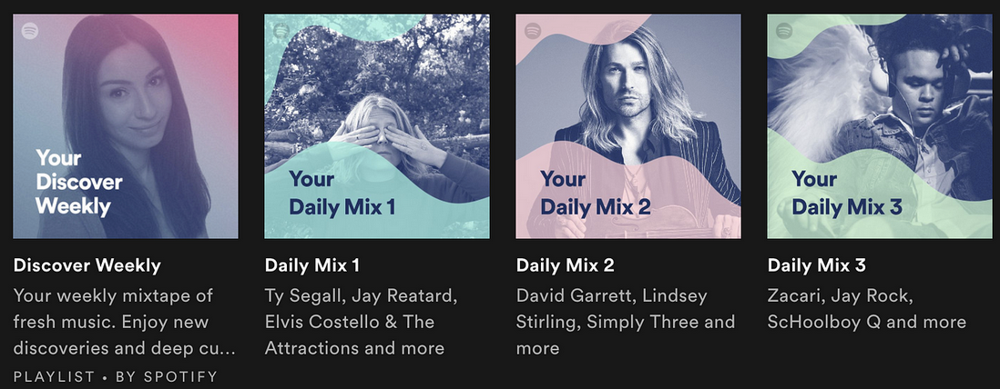 Your
Discover
Weekly
Your
Daily Mix 1
Your
Daily Mix 2
Your
Daily Mix 3
Discover Weekly
Your weekly mixtape of
fresh music. Enjoy new
discoveries and deep cu...
PLAYLIST • BY SPOTIFY
Daily Mix 1
Ty Segall, Jay Reatard,
Elvis Costello & The
Attractions and more
Daily Mix 2
David Garrett, Lindsey
Stirling, Simply Three and
more
Daily Mix 3
Zacari, Jay Rock,
ScHoolboy Q and more